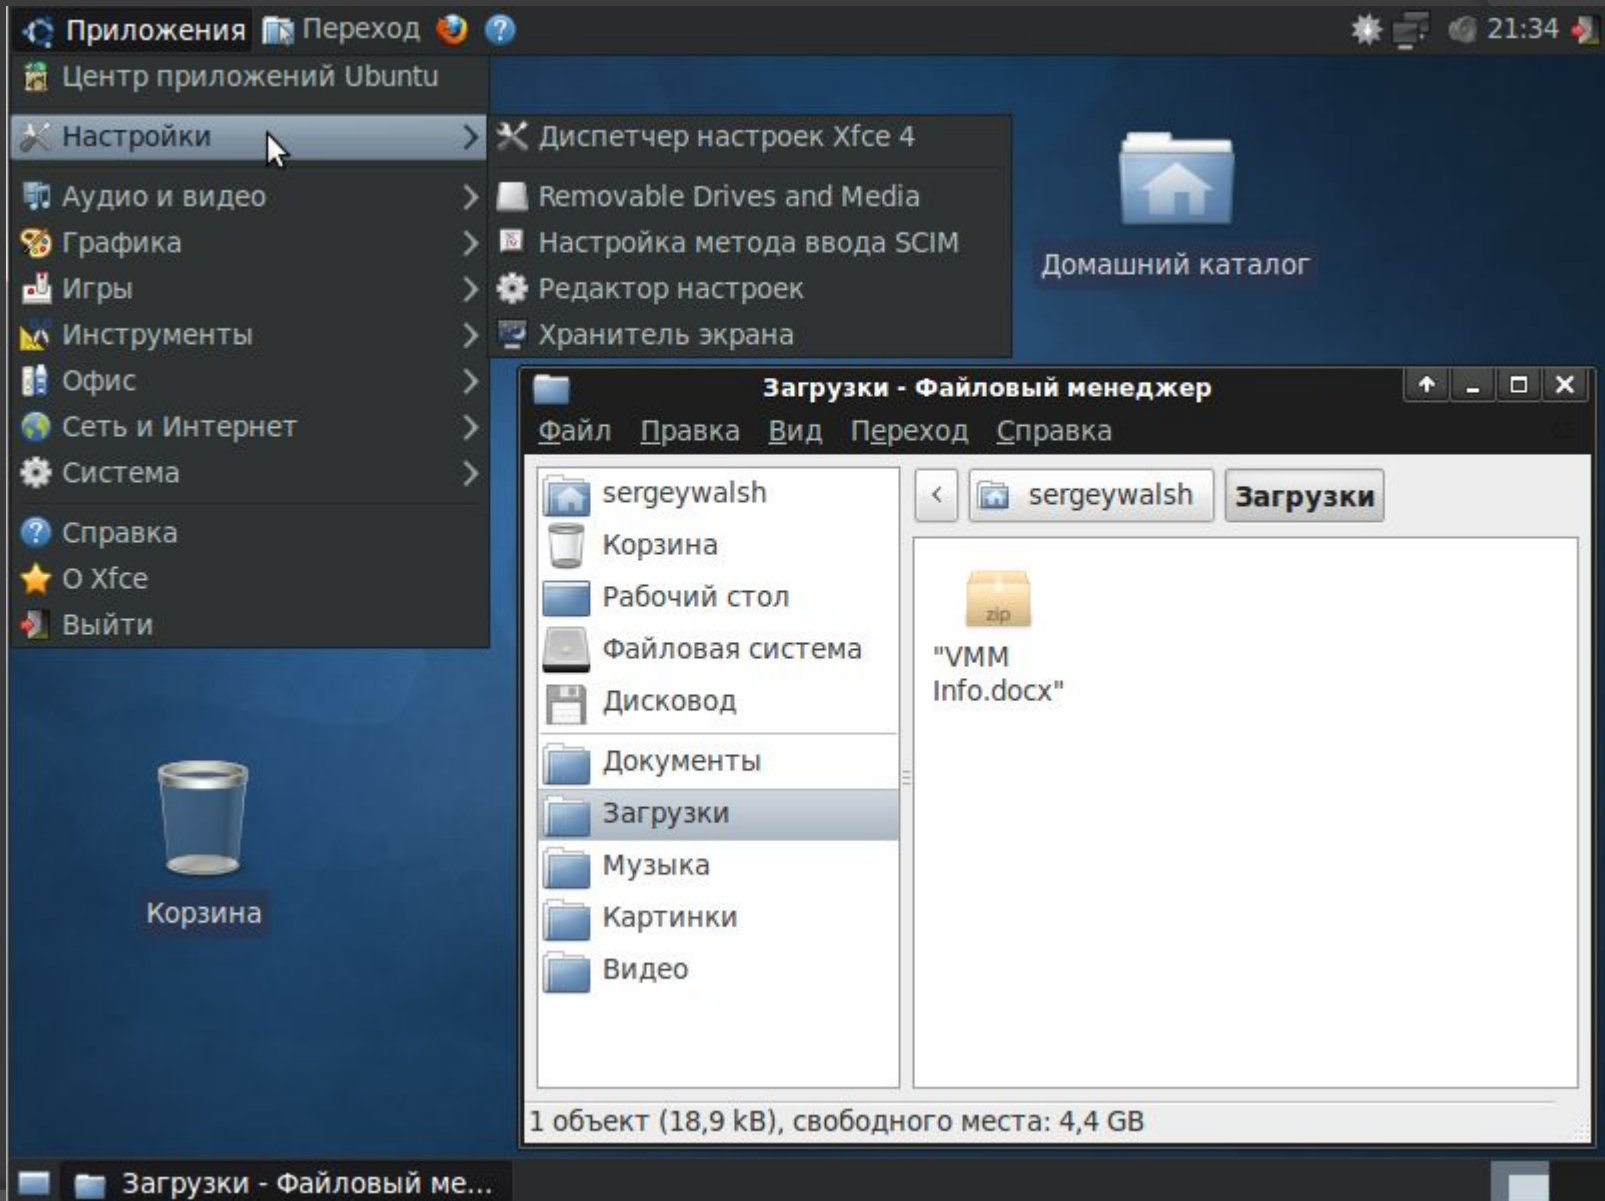 Приложения Переход 21:34
Центр приложений Ubuntu
Настройки
Аудио и видео
Графика
Игры
Инструменты
Офис
Сеть и Интернет
Система
Справка
О Xfce
Выйти
Диспетчер настроек Xfce 4
Removable Drives and Media
Настройка метода ввода SCIM
Редактор настроек
Хранитель экрана
Домашний каталог
Загрузки - Файловый менеджер
Файл Правка Вид Переход Справка
sergeywalsh
Корзина
Рабочий стол
Файловая система
Дисковод
Документы
Загрузки
Музыка
Картинки
Видео
sergeywalsh Загрузки
zip
"VMM
Info.docx"
1 объект (18,9 kB), свободного места: 4,4 GB
Корзина
Загрузки - Файловый ме...